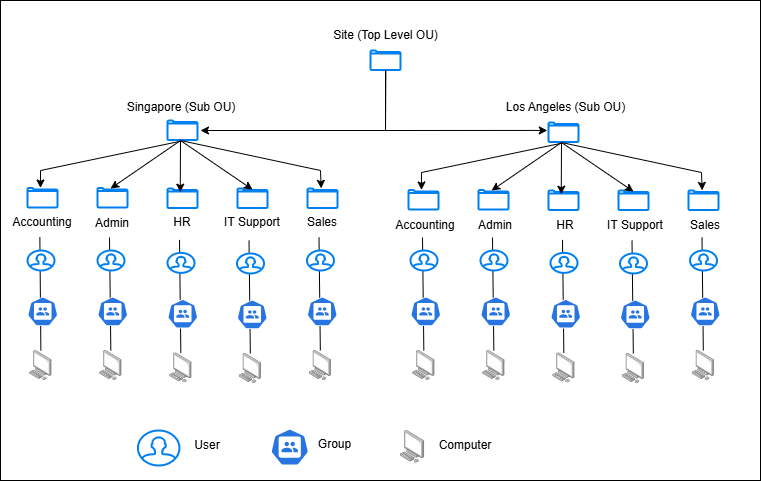 Site (Top Level OU)
Singapore (Sub OU)
Los Angeles (Sub OU)
Accounting
Admin
HR
IT Support
Sales
Accounting
Admin
HR
IT Support
Sales
User
Group
Computer